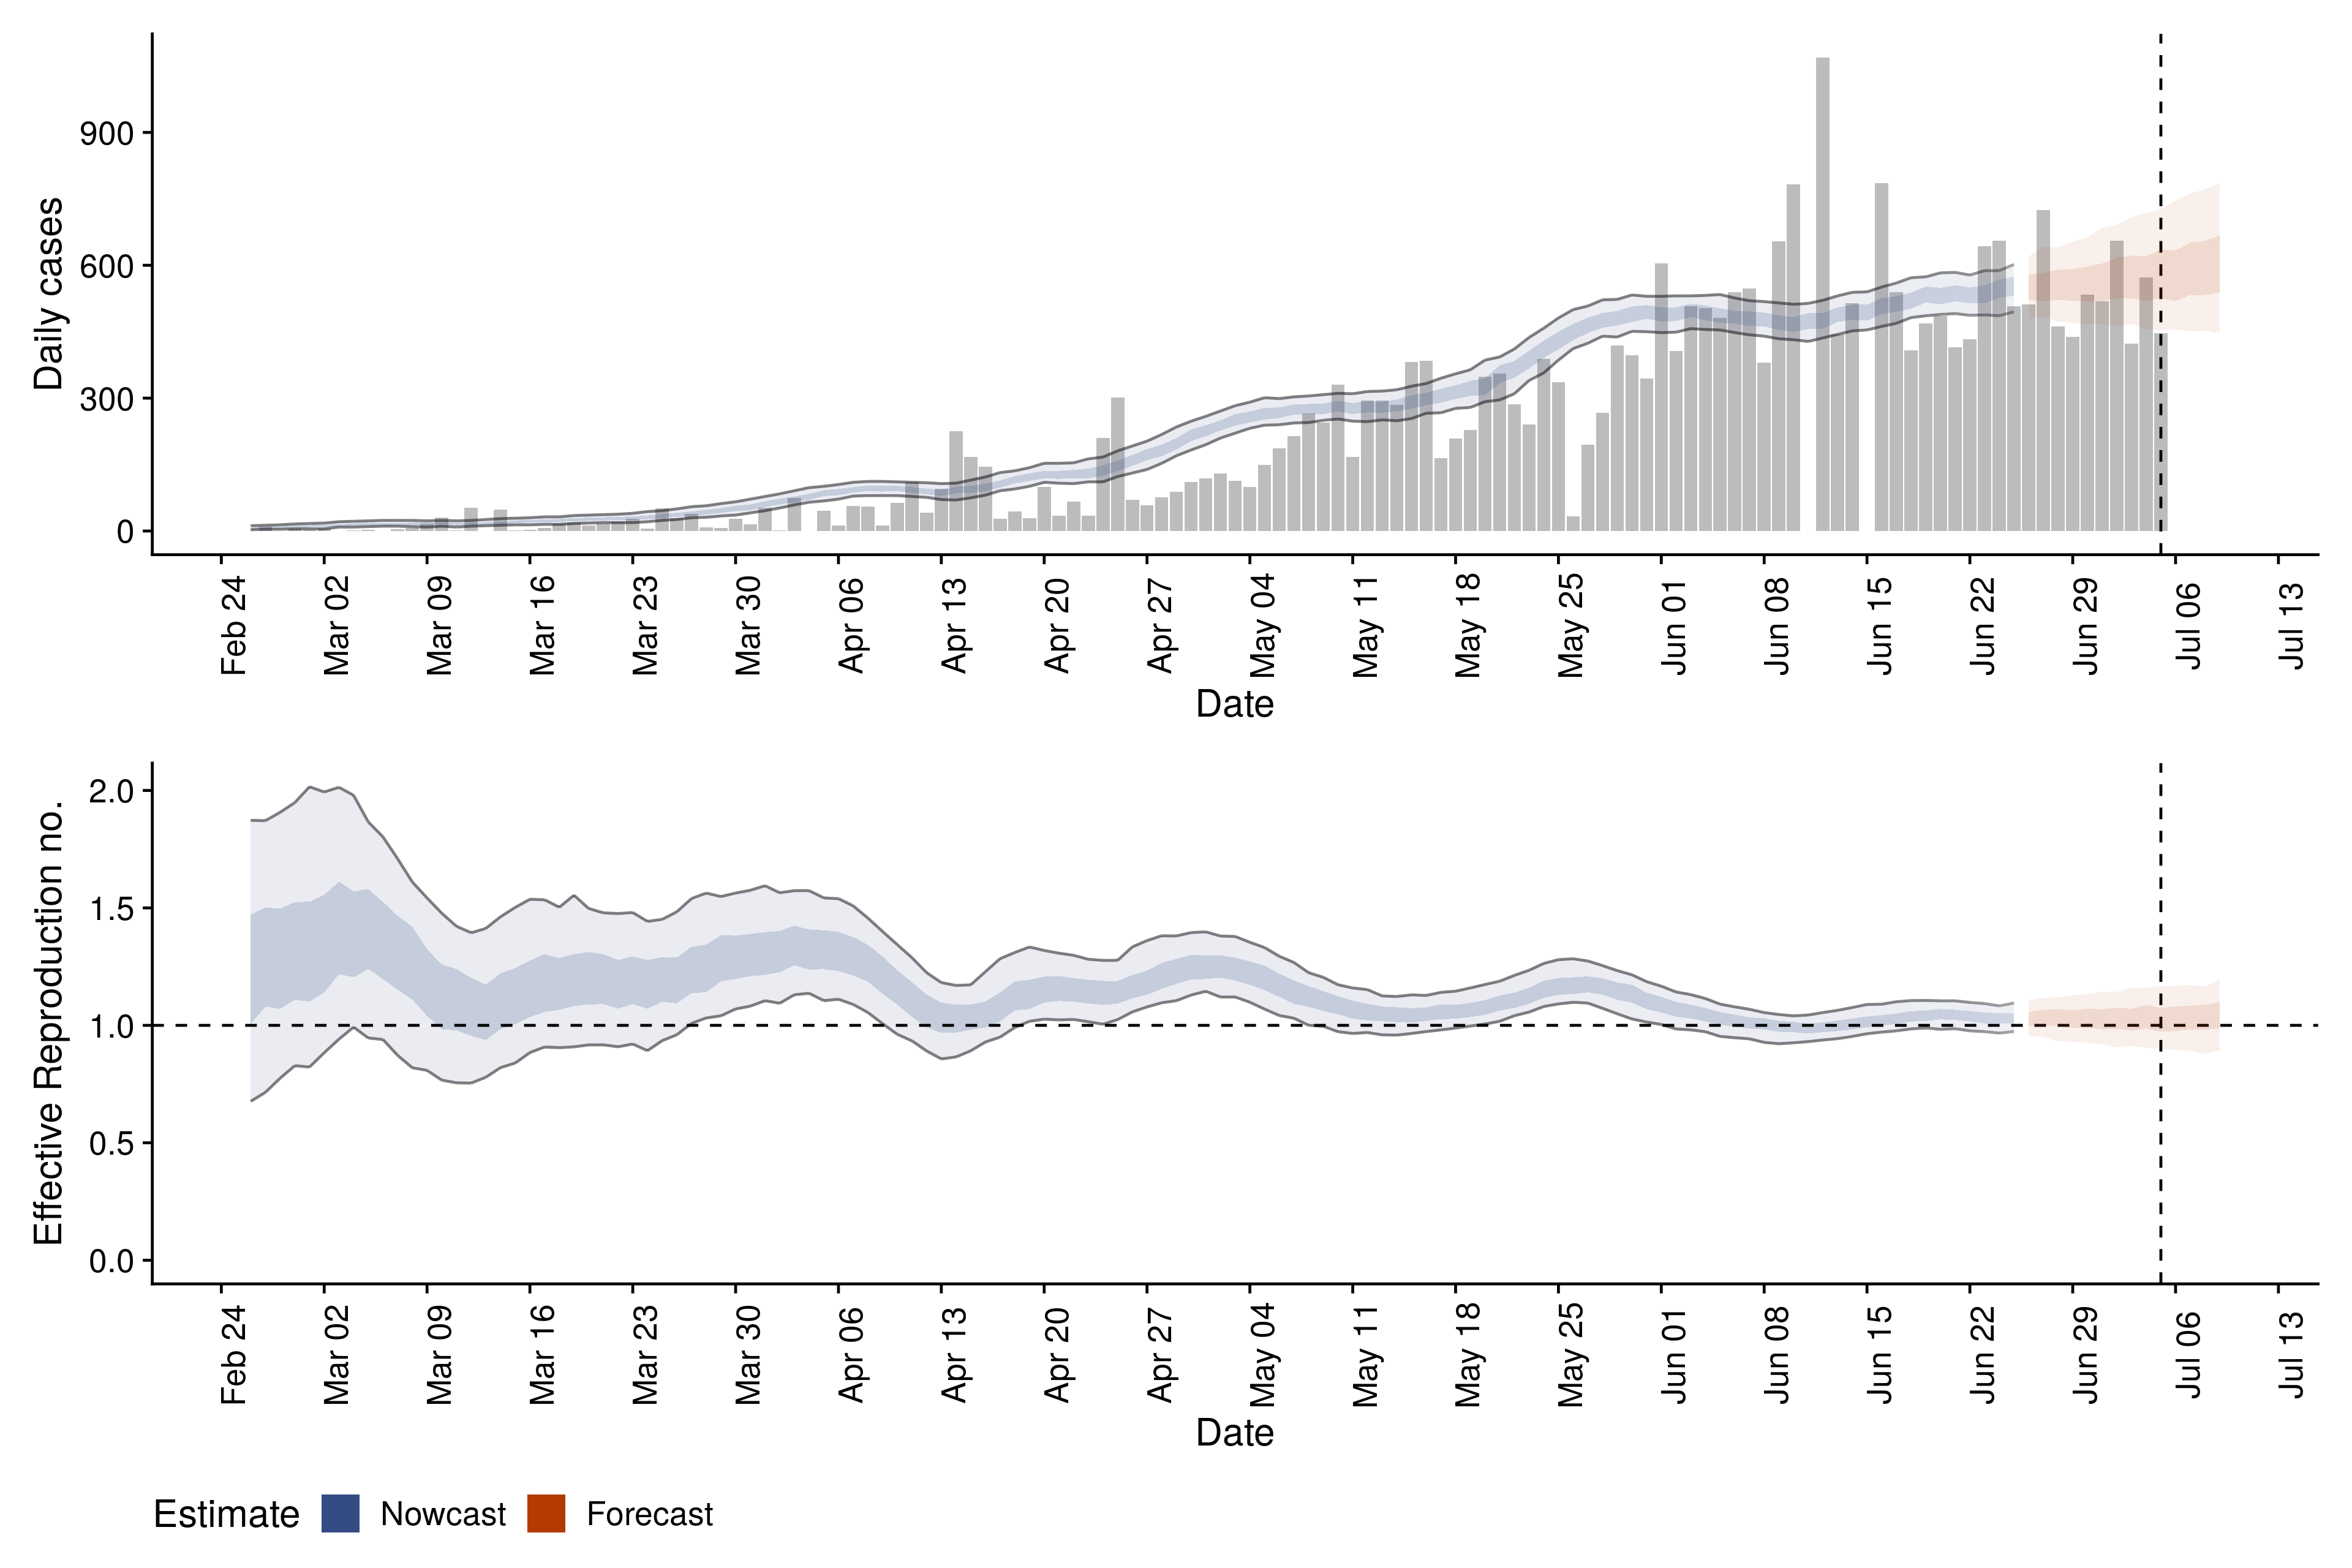 Daily cases
900
600
300
0
Feb 24
Mar 02
Mar 09
Mar 16
Mar 23
Mar 30
Apr 06
Apr 13
Apr 20
Apr 27
May 04
May 11
May 18
May 25
Jun 01
Jun 08
Jun 15
Jun 22
Jun 29
Jul 06
Jul 13
Date
Effective Reproduction no.
2.0
1.5
1.0
0.5
0.0
Feb 24
Mar 02
Mar 09
Mar 16
Mar 23
Mar 30
Apr 06
Apr 13
Apr 20
Apr 27
May 04
May 11
May 18
May 25
Jun 01
Jun 08
Jun 15
Jun 22
Jun 29
Jul 06
Jul 13
Date
Estimate Nowcast Forecast